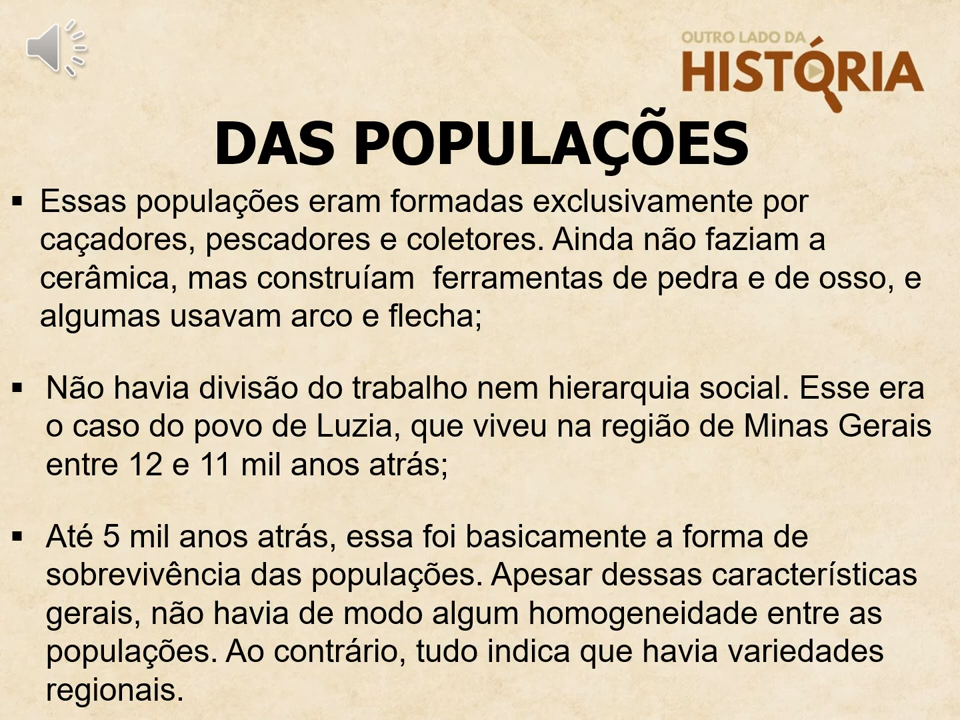 OUTRO LADO DA
HISTÓRIA
DAS POPULAÇÕES
▪ Essas populações eram formadas exclusivamente por
caçadores, pescadores e coletores. Ainda não faziam a
cerâmica, mas construíam  ferramentas de pedra e de osso, e
algumas usavam arco e flecha;
▪ Não havia divisão do trabalho nem hierarquia social. Esse era
o caso do povo de Luzia, que viveu na região de Minas Gerais
entre 12 e 11 mil anos atrás;
▪ Até 5 mil anos atrás, essa foi basicamente a forma de
sobrevivência das populações. Apesar dessas características
gerais, não havia de modo algum homogeneidade entre as
populações. Ao contrário, tudo indica que havia variedades
regionais.